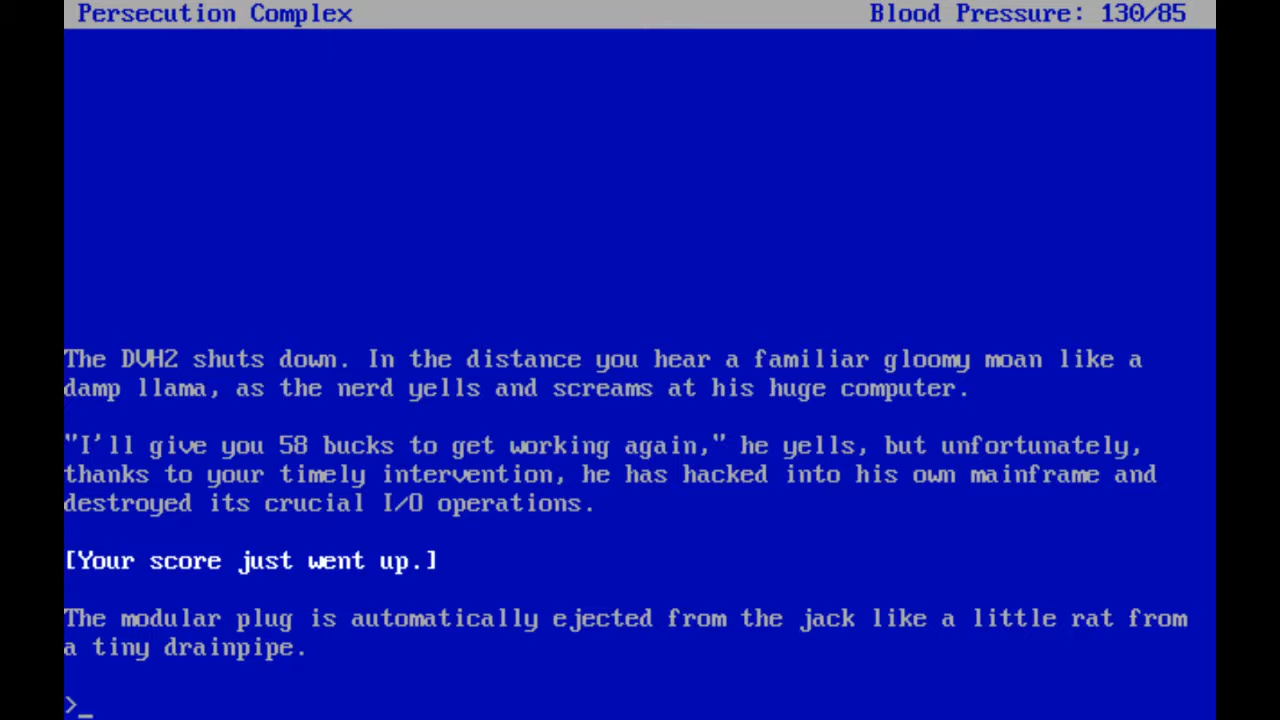 Persecution Complex Blood Pressure: 130/85
The DVH2 shuts down. In the distance you hear a familiar gloomy moan like a
damp llama, as the nerd yells and screams at his huge computer.
"I'll give you 58 bucks to get working again," he yells, but unfortunately,
thanks to your timely intervention, he has hacked into his own mainframe and
destroyed its crucial I/O operations.
[Your score just went up.]
The modular plug is automatically ejected from the jack like a little rat from
a tiny drainpipe.
>_